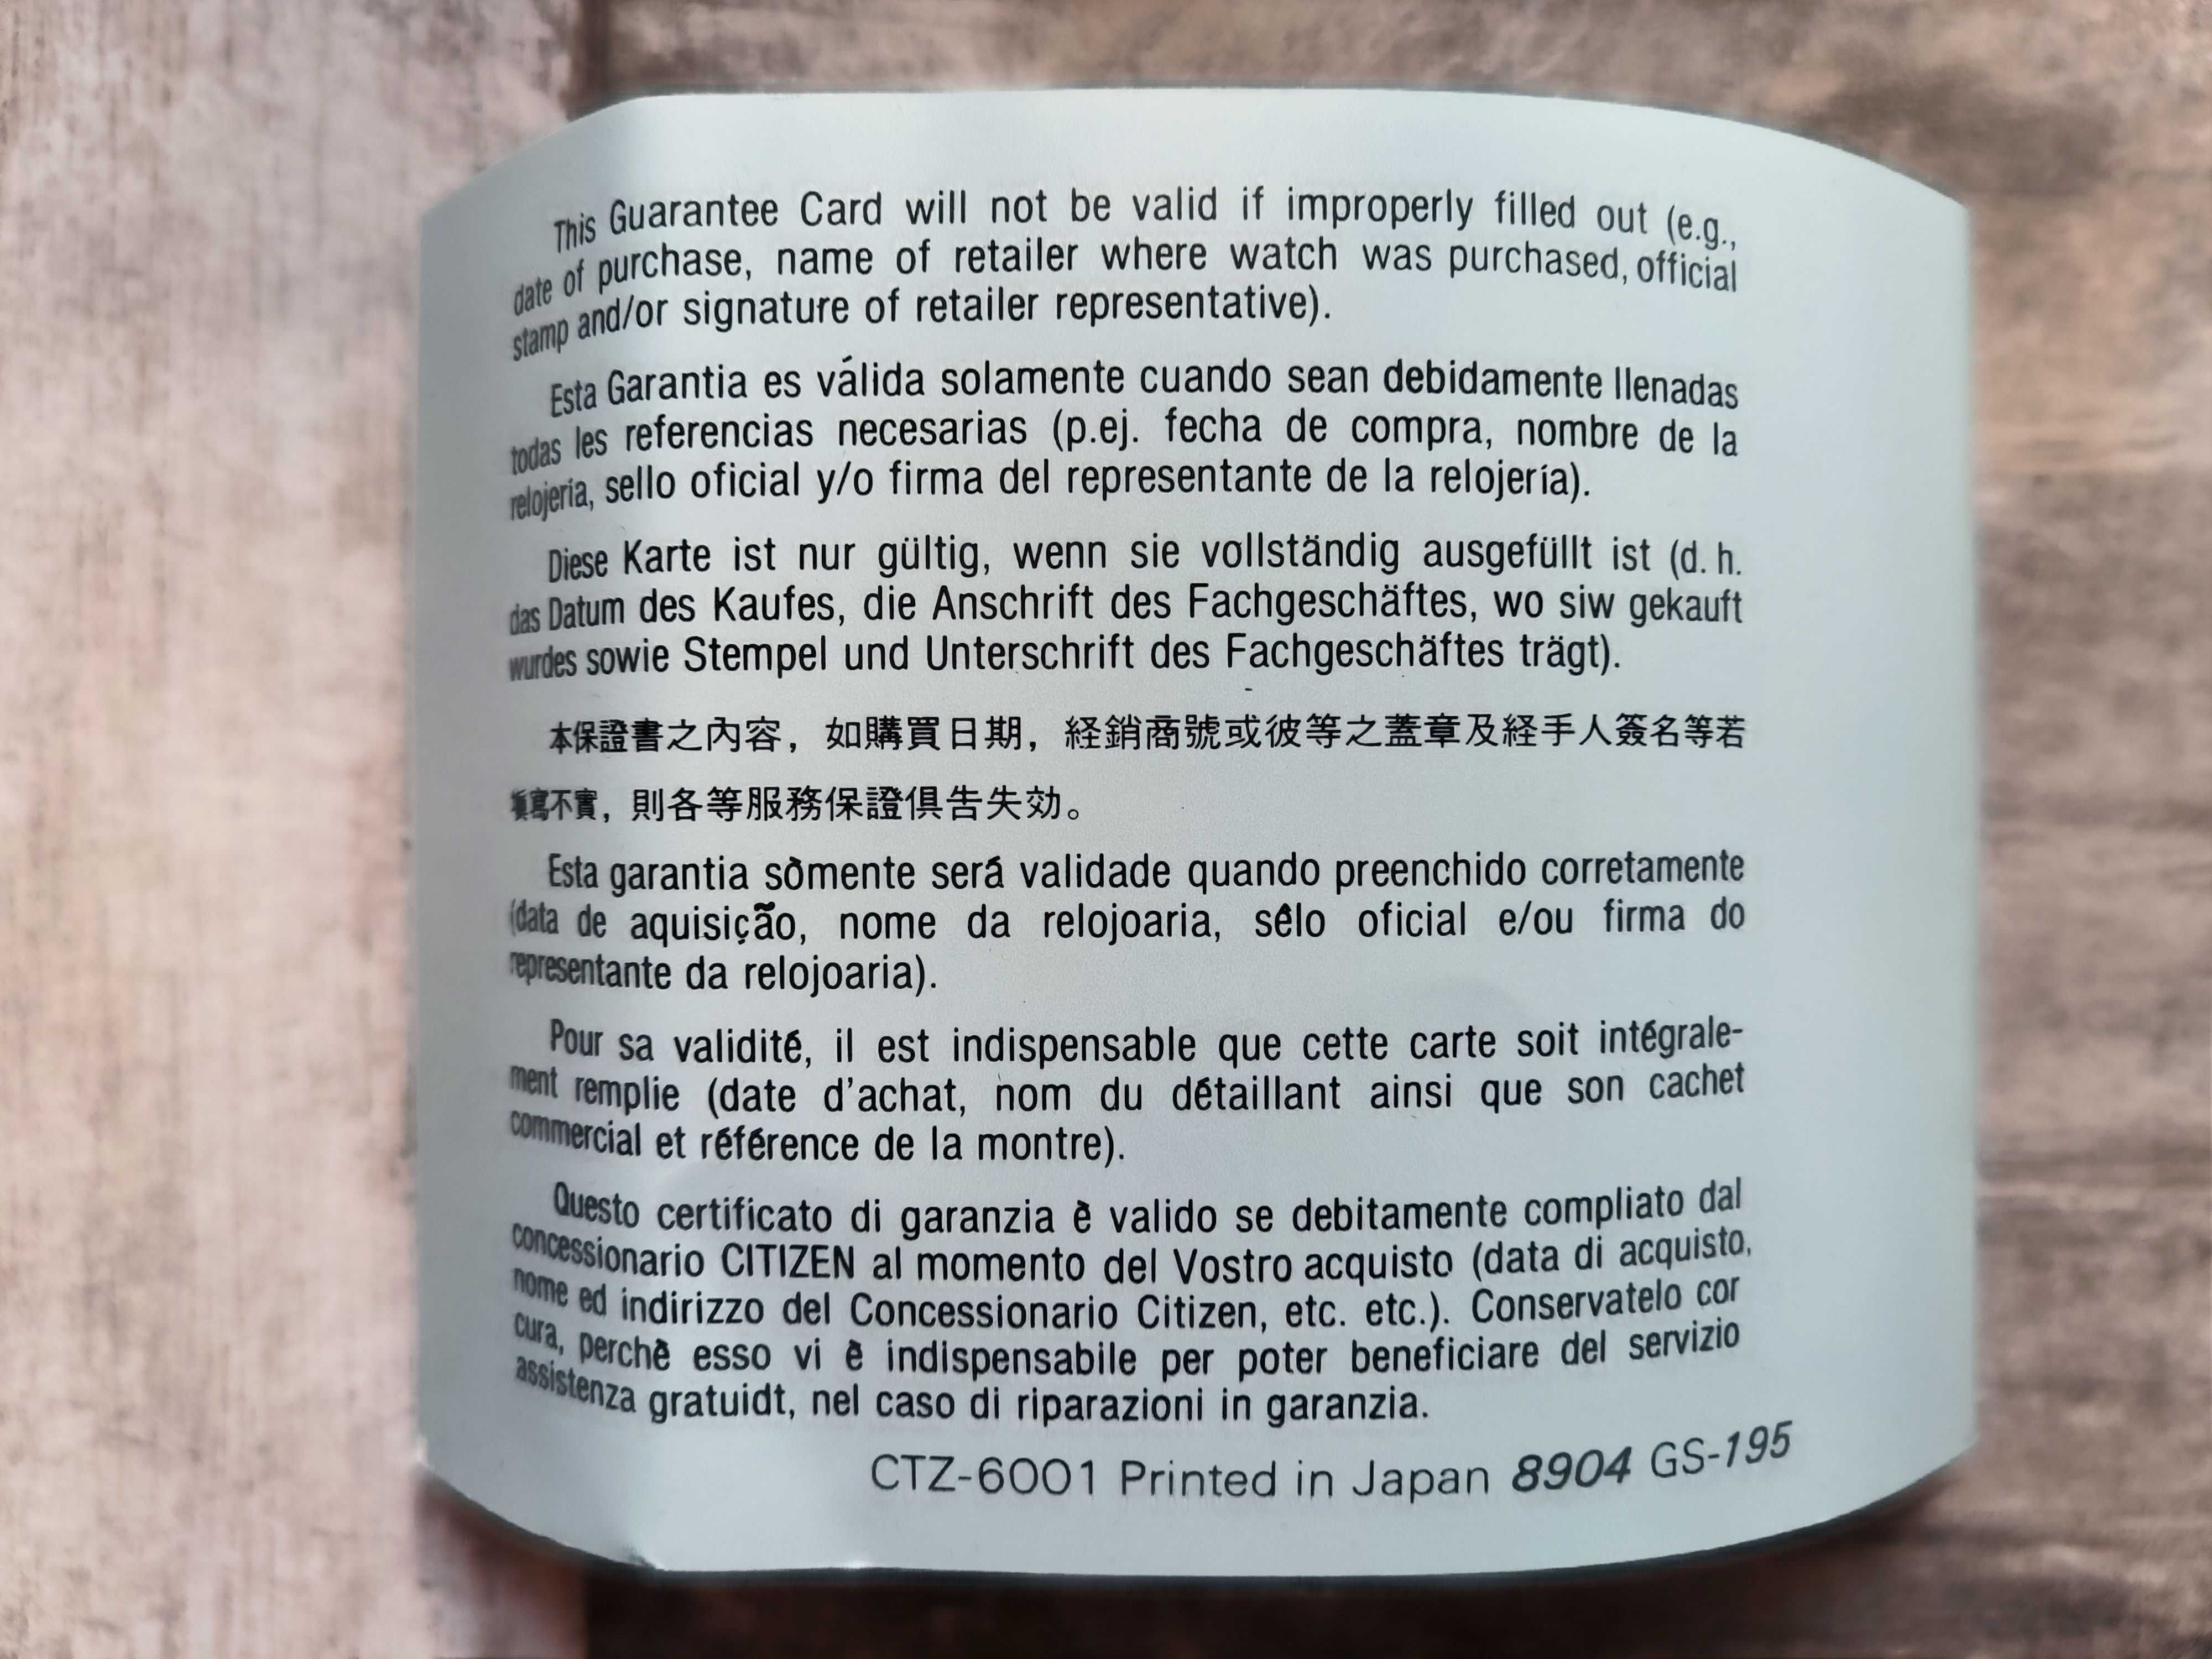 This Guarantee Card will not be valid if improperly filled out (e.g.,
date of purchase, name of retailer where watch was purchased, official
stamp and/or signature of retailer representative).
Esta Garantia es válida solamente cuando sean debidamente llenadas
todas les referencias necesarias (p.ej. fecha de compra, nombre de la
relojería, sello oficial y/o firma del representante de la relojería).
Diese Karte ist nur gültig, wenn sie vollständig ausgefüllt ist (d. h.
das Datum des Kaufes, die Anschrift des Fachgeschäftes, wo siw gekauft
wurdes sowie Stempel und Unterschrift des Fachgeschäftes trägt).
本保證書之內容，如購買日期，経銷商號或彼等之蓋章及経手人簽名等若
填寫不實，則各等服務保證俱告失効。
Esta garantia sòmente será validade quando preenchido corretamente
(data de aquisição, nome da relojoaria, sêlo oficial e/ou firma do
representante da relojoaria).
Pour sa validité, il est indispensable que cette carte soit intégrale-
ment remplie (date d'achat, nom du détaillant ainsi que son cachet
commercial et référence de la montre).
Questo certificato di garanzia è valido se debitamente compliato dal
concessionario CITIZEN al momento del Vostro acquisto (data di acquisto,
nome ed indirizzo del Concessionario Citizen, etc. etc.). Conservatelo cor
cura, perchè esso vi è indispensabile per poter beneficiare del servizio
assistenza gratuidt, nel caso di riparazioni in garanzia.
CTZ-6001 Printed in Japan 8904 GS-195